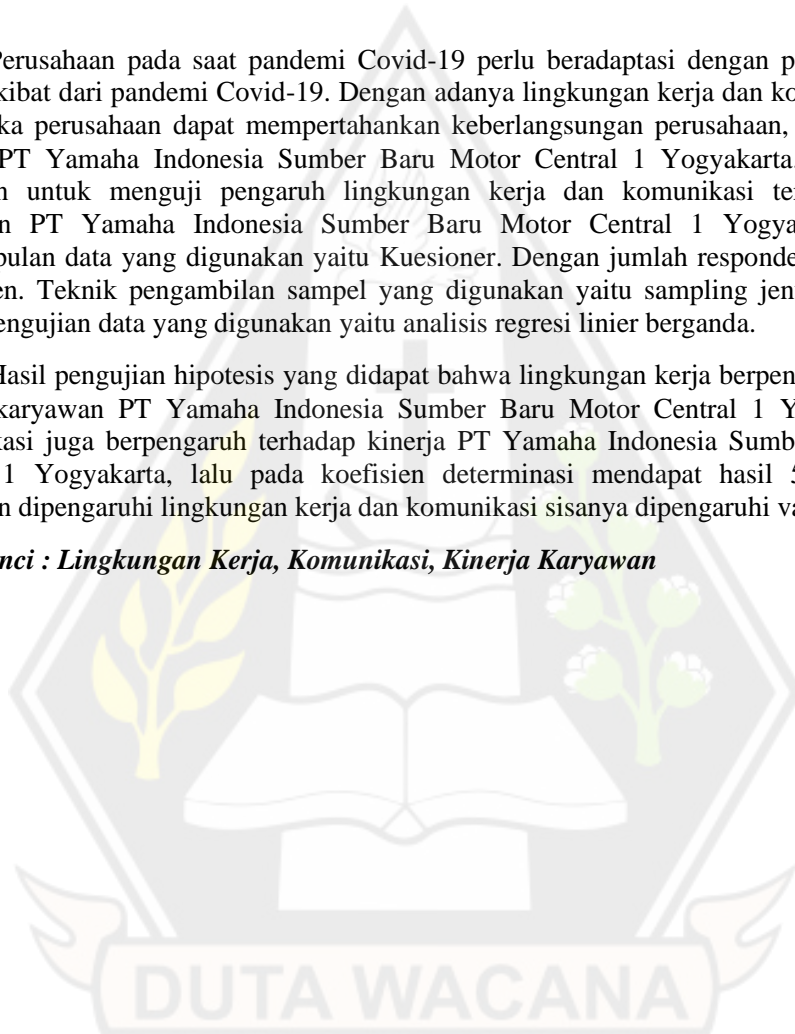 Perusahaan pada saat pandemi Covid-19 perlu beradaptasi dengan p
kibat dari pandemi Covid-19. Dengan adanya lingkungan kerja dan ko
ka perusahaan dapat mempertahankan keberlangsungan perusahaan,
PT Yamaha Indonesia Sumber Baru Motor Central 1 Yogyakarta.
n untuk menguji pengaruh lingkungan kerja dan komunikasi te
n PT Yamaha Indonesia Sumber Baru Motor Central 1 Yogya
pulan data yang digunakan yaitu Kuesioner. Dengan jumlah responde
en. Teknik pengambilan sampel yang digunakan yaitu sampling jen
engujian data yang digunakan yaitu analisis regresi linier berganda.
Hasil pengujian hipotesis yang didapat bahwa lingkungan kerja berpen
karyawan PT Yamaha Indonesia Sumber Baru Motor Central 1 Y
kasi juga berpengaruh terhadap kinerja PT Yamaha Indonesia Sumb
1 Yogyakarta, lalu pada koefisien determinasi mendapat hasil 5
n dipengaruhi lingkungan kerja dan komunikasi sisanya dipengaruhi va
nci : Lingkungan Kerja, Komunikasi, Kinerja Karyawan
DUTA WACANA